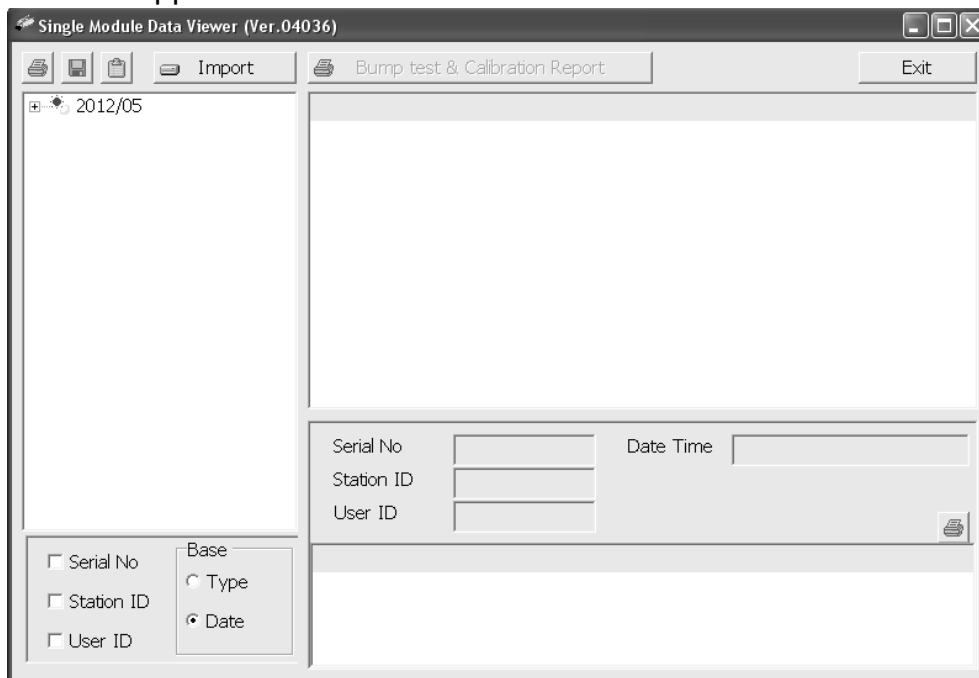 Single Module Data Viewer (Ver.04036)
Import
Bump test & Calibration Report
Exit
2012/05
Serial No
Date Time
Station ID
User ID
Base
Serial No
Type
Station ID
Date
User ID